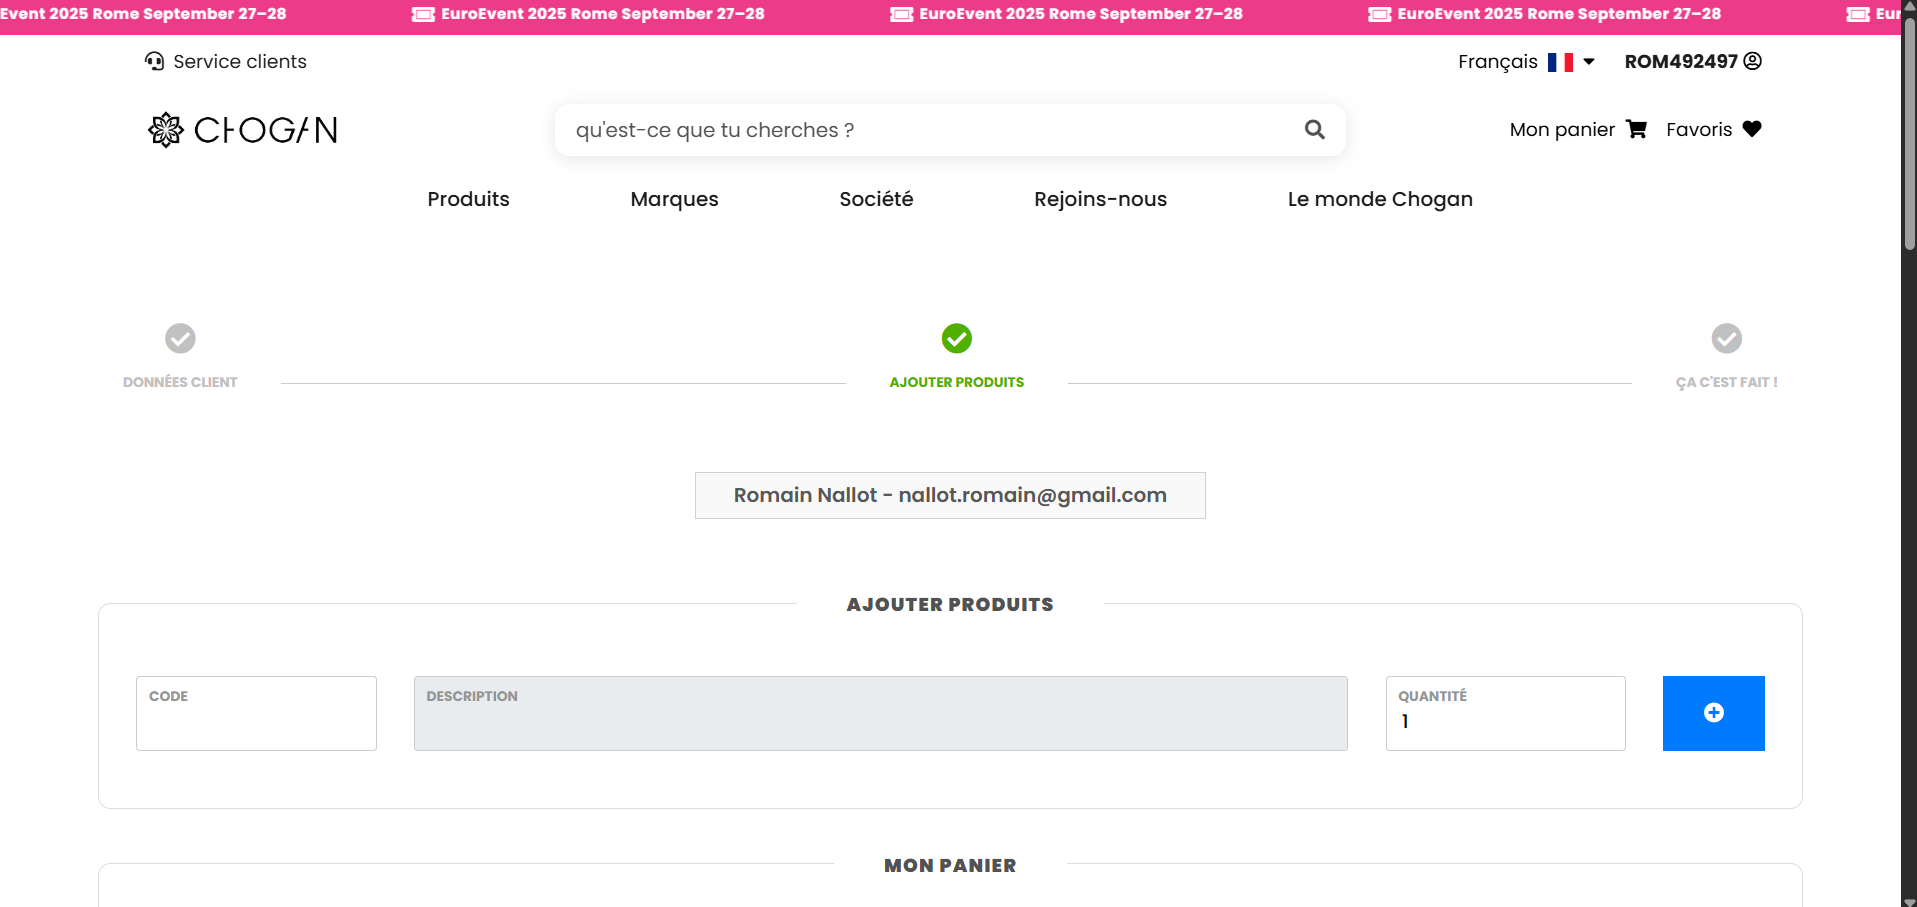 Event 2025 Rome September 27–28 EuroEvent 2025 Rome September 27–28 EuroEvent 2025 Rome September 27–28 EuroEvent 2025 Rome September 27–28 Eur
Service clients
Français
ROM492497
CHOGAN
qu'est-ce que tu cherches ?
Mon panier
Favoris
Produits
Marques
Société
Rejoins-nous
Le monde Chogan
DONNÉES CLIENT
AJOUTER PRODUITS
ÇA C'EST FAIT !
Romain Nallot - nallot.romain@gmail.com
AJOUTER PRODUITS
CODE
DESCRIPTION
QUANTITÉ
1
MON PANIER